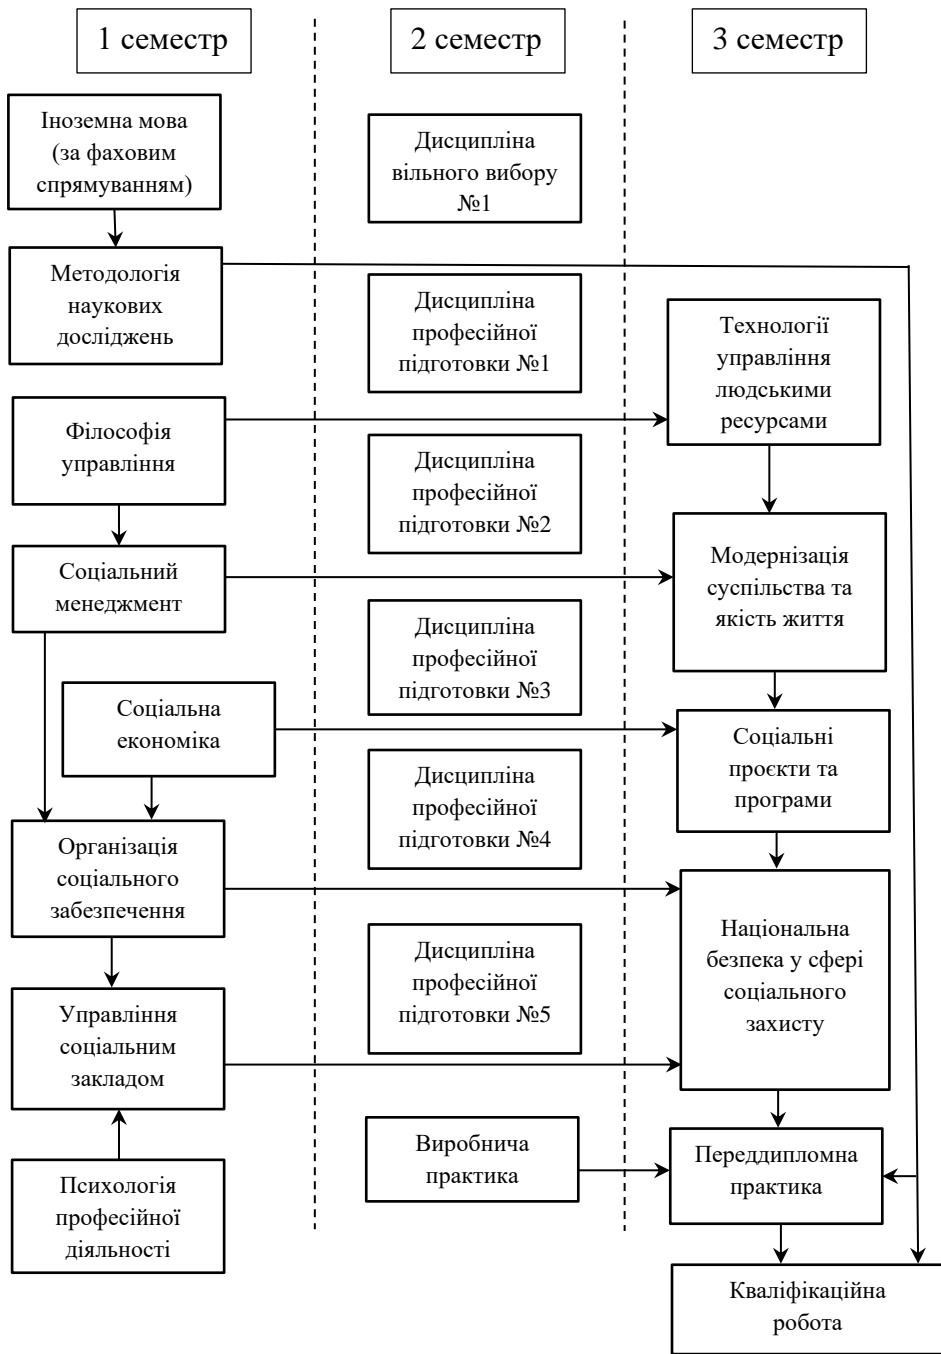 1 семестр
2 семестр
3 семестр
Іноземна мова
(за фаховим
спрямуванням)
Методологія
наукових
досліджень
Філософія
управління
Соціальний
менеджмент
Соціальна
економіка
Організація
соціального
забезпечення
Управління
соціальним
закладом
Психологія
професійної
діяльності
Дисципліна
вільного вибору
№1
Дисципліна
професійної
підготовки №1
Дисципліна
професійної
підготовки №2
Дисципліна
професійної
підготовки №3
Дисципліна
професійної
підготовки №4
Дисципліна
професійної
підготовки №5
Виробнича
практика
Технології
управління
людськими
ресурсами
Модернізація
суспільства та
якість життя
Соціальні
проєкти та
програми
Національна
безпека у сфері
соціального
захисту
Переддипломна
практика
Кваліфікаційна
робота